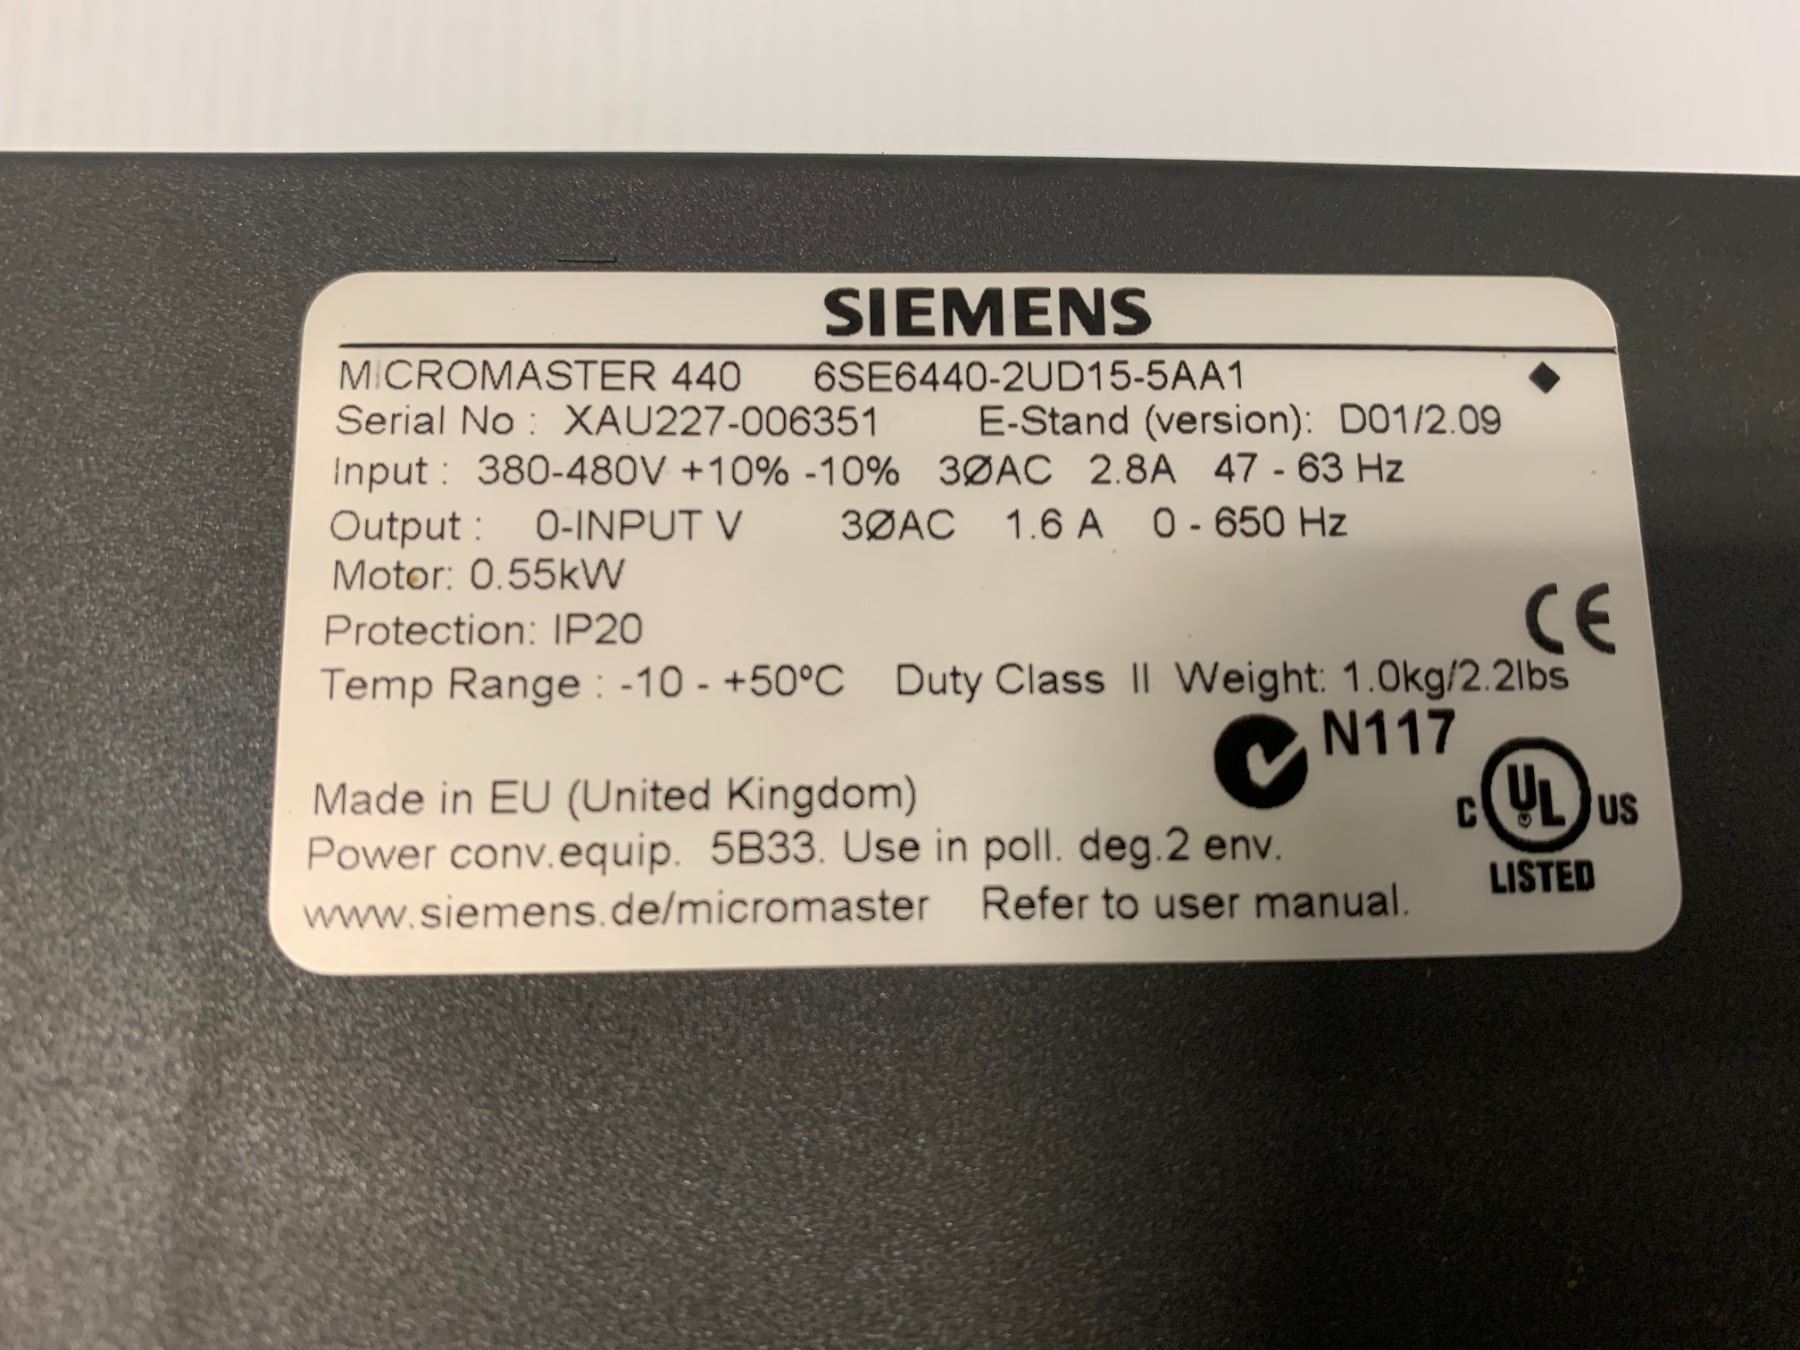 SIEMENS
MICROMASTER 440 6SE6440-2UD15-5AA1
Serial No : XAU227-006351 E-Stand (version): D01/2.09
Input : 380-480V +10% -10% 3ØAC 2.8A 47 - 63 Hz
Output : 0-INPUT V 3ØAC 1.6 A 0 - 650 Hz
Motor: 0.55kW
Protection: IP20
CE
Temp Range : -10 - +50ºC Duty Class II Weight: 1.0kg/2.2lbs
N117
Made in EU (United Kingdom)
C UL US
LISTED
Power conv.equip. 5B33. Use in poll. deg.2 env.
www.siemens.de/micromaster Refer to user manual.